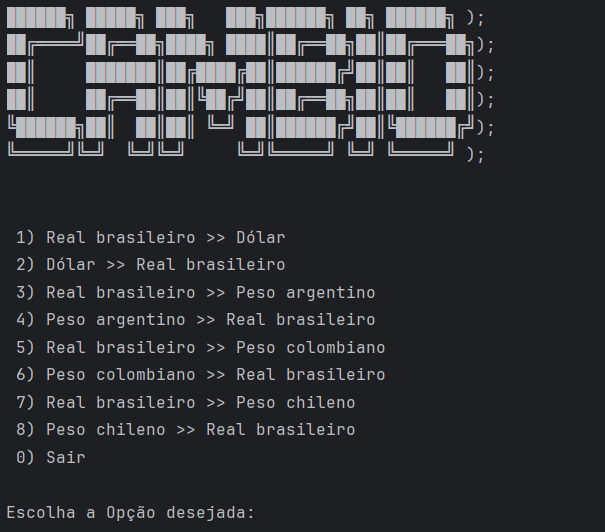 ██████╗ █████╗ ███╗   ███╗██████╗ ██╗ ██████╗ );
██╔════╝██╔══██╗████╗ ████║██╔══██╗██║██╔═══██╗);
██║     ███████║██╔████╔██║██████╔╝██║██║   ██║);
██║     ██╔══██║██║╚██╔╝██║██╔══██╗██║██║   ██║);
╚██████╗██║  ██║██║ ╚═╝ ██║██████╔╝██║╚██████╔╝);
╚═════╝╚═╝  ╚═╝╚═╝     ╚═╝╚═════╝ ╚═╝ ╚═════╝ );
1) Real brasileiro >> Dólar
2) Dólar >> Real brasileiro
3) Real brasileiro >> Peso argentino
4) Peso argentino >> Real brasileiro
5) Real brasileiro >> Peso colombiano
6) Peso colombiano >> Real brasileiro
7) Real brasileiro >> Peso chileno
8) Peso chileno >> Real brasileiro
0) Sair
Escolha a Opção desejada: